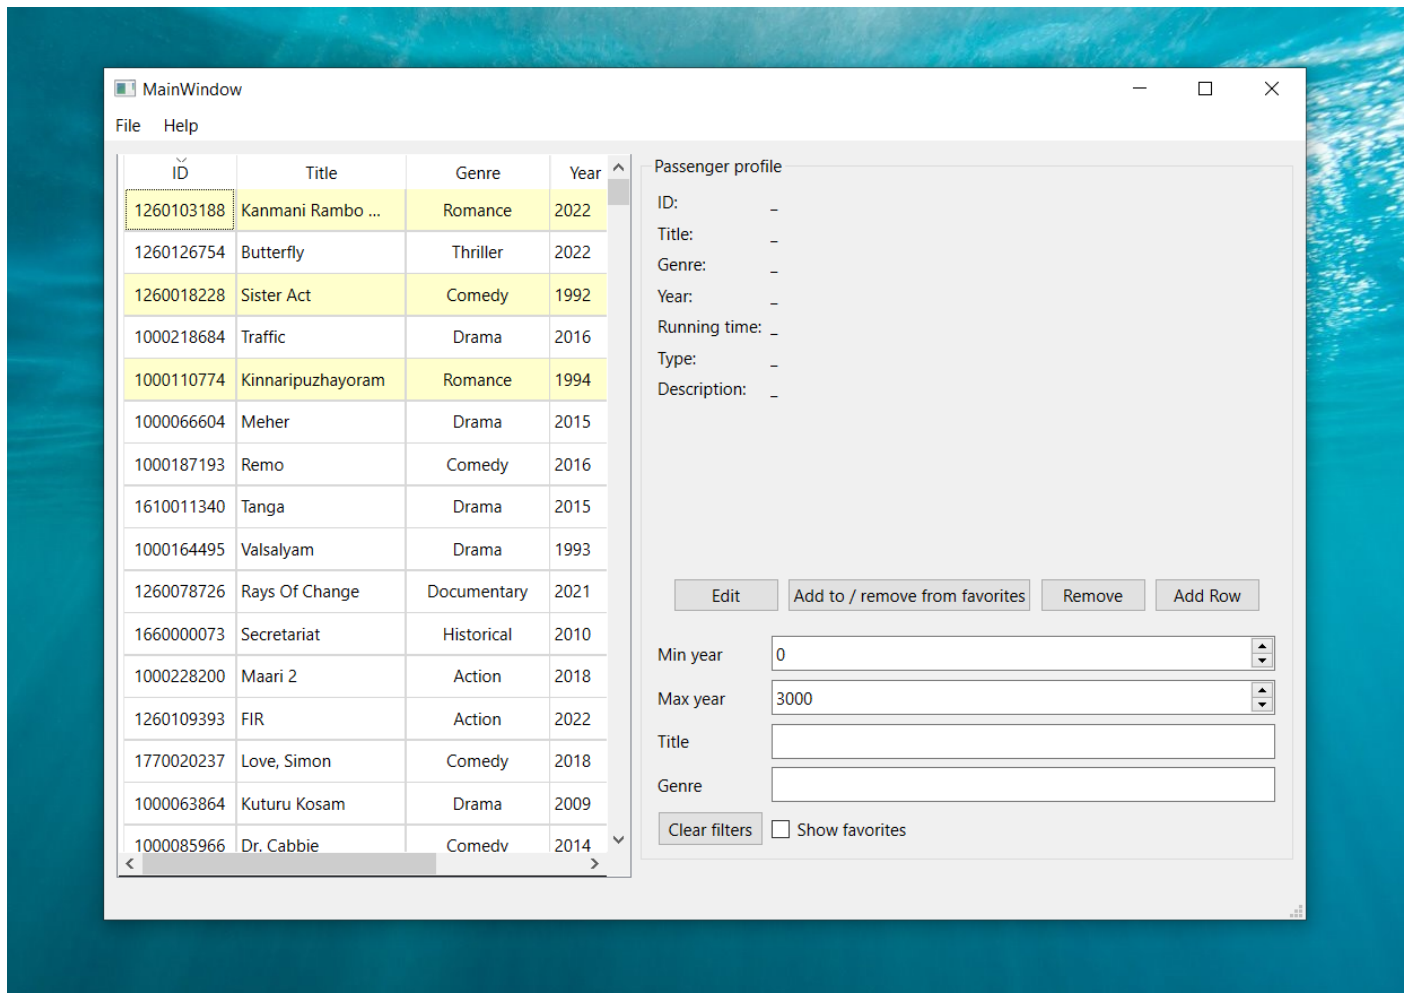 MainWindow
File Help
ID Title Genre Year
1260103188 Kanmani Rambo ... Romance 2022
1260126754 Butterfly Thriller 2022
1260018228 Sister Act Comedy 1992
1000218684 Traffic Drama 2016
1000110774 Kinnaripuzhayoram Romance 1994
1000066604 Meher Drama 2015
1000187193 Remo Comedy 2016
1610011340 Tanga Drama 2015
1000164495 Valsalyam Drama 1993
1260078726 Rays Of Change Documentary 2021
1660000073 Secretariat Historical 2010
1000228200 Maari 2 Action 2018
1260109393 FIR Action 2022
1770020237 Love, Simon Comedy 2018
1000063864 Kuturu Kosam Drama 2009
1000085966 Dr. Cabbie Comedy 2014
Passenger profile
ID: _
Title: _
Genre: _
Year: _
Running time: _
Type: _
Description: _
Edit Add to / remove from favorites Remove Add Row
Min year 0
Max year 3000
Title
Genre
Clear filters Show favorites